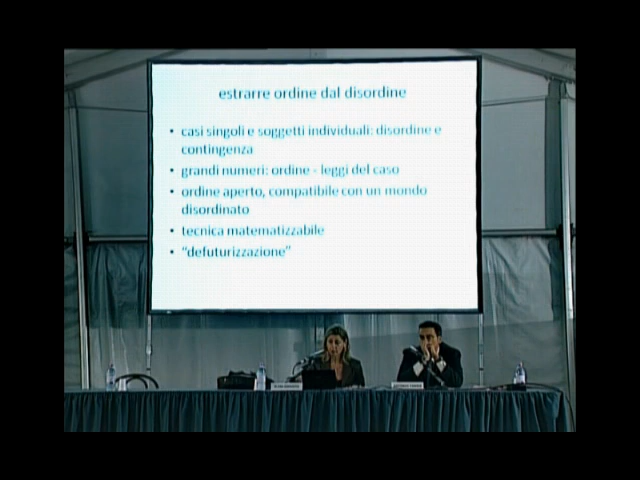 estrarre ordine dal disordine
• casi singoli e soggetti individuali: disordine e
contingenza
• grandi numeri: ordine - leggi del caso
• ordine aperto, compatibile con un mondo
disordinato
• tecnica matematizzabile
• "defuturizzazione"